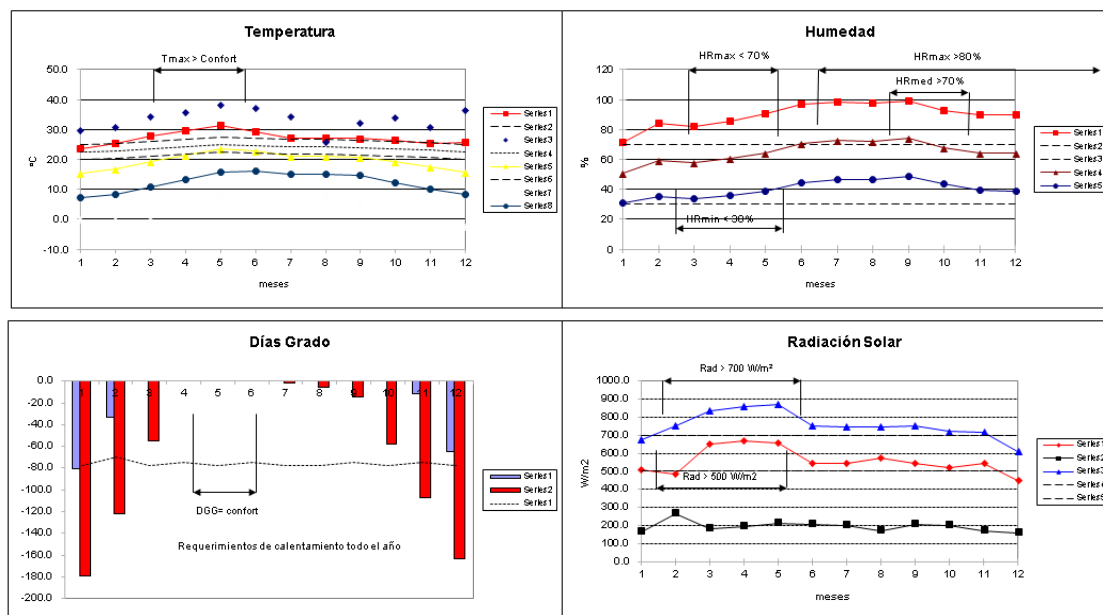 Temperatura
Tmax > Confort
50.0
40.0
30.0
20.0
10.0
0.0
-10.0
ºC
1 2 3 4 5 6 7 8 9 10 11 12
meses
Series1
Series2
Series3
Series4
Series5
Series6
Series7
Series8
Humedad
HRmax < 70%
HRmax >80%
HRmed >70%
HRmin < 30%
120
100
80
60
40
20
0
%
1 2 3 4 5 6 7 8 9 10 11 12
meses
Series1
Series2
Series3
Series4
Series5
Días Grado
0.0
-20.0
-40.0
-60.0
-80.0
-100.0
-120.0
-140.0
-160.0
-180.0
-200.0
1 2 3 4 5 6 7 8 9 10 11 12
DGG= confort
Requerimientos de calentamiento todo el año
Series1
Series2
Series1
Radiación Solar
Rad > 700 W/m²
Rad > 500 W/m2
1000.0
900.0
800.0
700.0
600.0
500.0
400.0
300.0
200.0
100.0
0.0
W/m2
1 2 3 4 5 6 7 8 9 10 11 12
meses
Series1
Series2
Series3
Series4
Series5